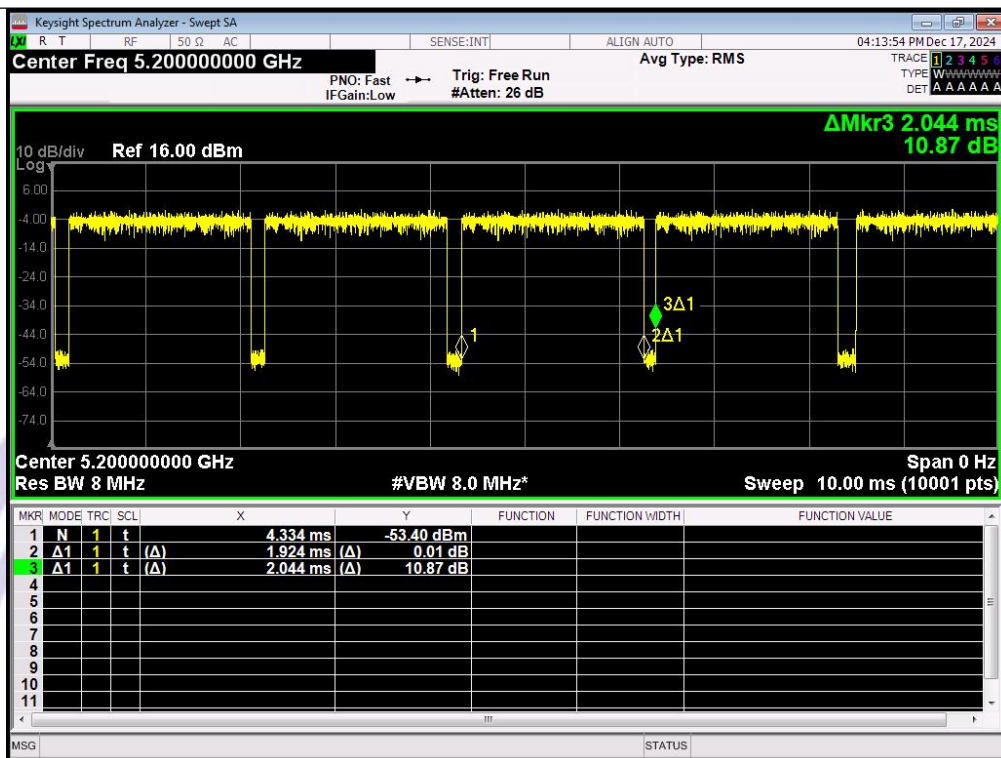 Keysight Spectrum Analyzer - Swept SA
LXI R T RF 50 Ω AC SENSE:INT ALIGN AUTO 04:13:54 PM Dec 17, 2024
Center Freq 5.200000000 GHz
Avg Type: RMS
TRACE 1 2 3 4 5 6
PNO: Fast Trig: Free Run
TYPE WWWWWW
IFGain:Low #Atten: 26 dB
DET A A A A A A
ΔMkr3 2.044 ms
10 dB/div Ref 16.00 dBm 10.87 dB
Log
6.00
-4.00
-14.0
-24.0
-34.0
3Δ1
-44.0
1
2Δ1
-54.0
-64.0
-74.0
Center 5.200000000 GHz Span 0 Hz
Res BW 8 MHz #VBW 8.0 MHz* Sweep 10.00 ms (10001 pts)
MKR MODE TRC SCL X Y FUNCTION FUNCTION WIDTH FUNCTION VALUE
1 N 1 t 4.334 ms -53.40 dBm
2 Δ1 1 t (Δ) 1.924 ms (Δ) 0.01 dB
3 Δ1 1 t (Δ) 2.044 ms (Δ) 10.87 dB
4
5
6
7
8
9
10
11
MSG STATUS